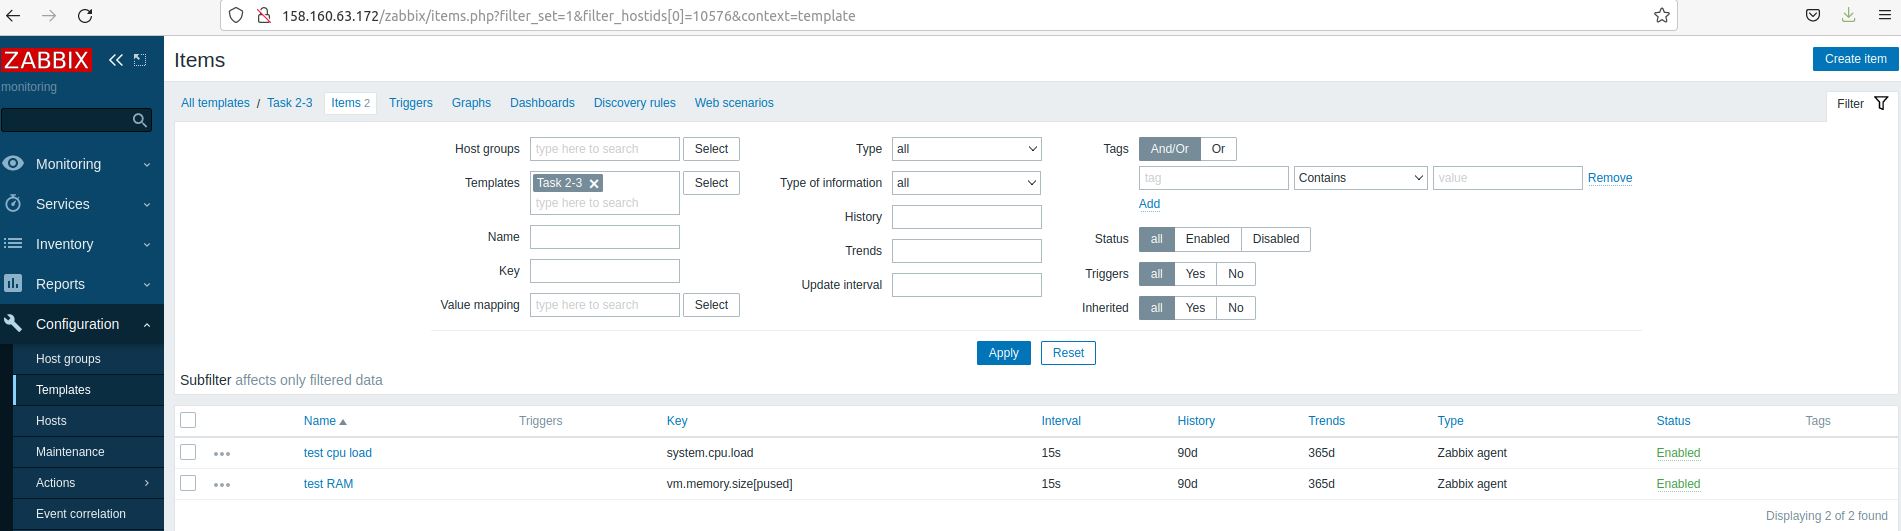 158.160.63.172/zabbix/items.php?filter_set=1&filter_hostids[0]=10576&context=template
ZABBIX
monitoring
Monitoring
Services
Inventory
Reports
Configuration
Host groups
Templates
Hosts
Maintenance
Actions
Event correlation
Items
Create item
All templates / Task 2-3 Items 2 Triggers Graphs Dashboards Discovery rules Web scenarios
Filter
Host groups type here to search Select
Templates Task 2-3 Select
type here to search
Name
Key
Value mapping type here to search Select
Type all
Type of information all
History
Trends
Update interval
Tags And/Or Or
tag Contains value Remove
Add
Status all Enabled Disabled
Triggers all Yes No
Inherited all Yes No
Apply Reset
Subfilter affects only filtered data
Name Triggers Key Interval History Trends Type Status Tags
test cpu load system.cpu.load 15s 90d 365d Zabbix agent Enabled
test RAM vm.memory.size[pused] 15s 90d 365d Zabbix agent Enabled
Displaying 2 of 2 found